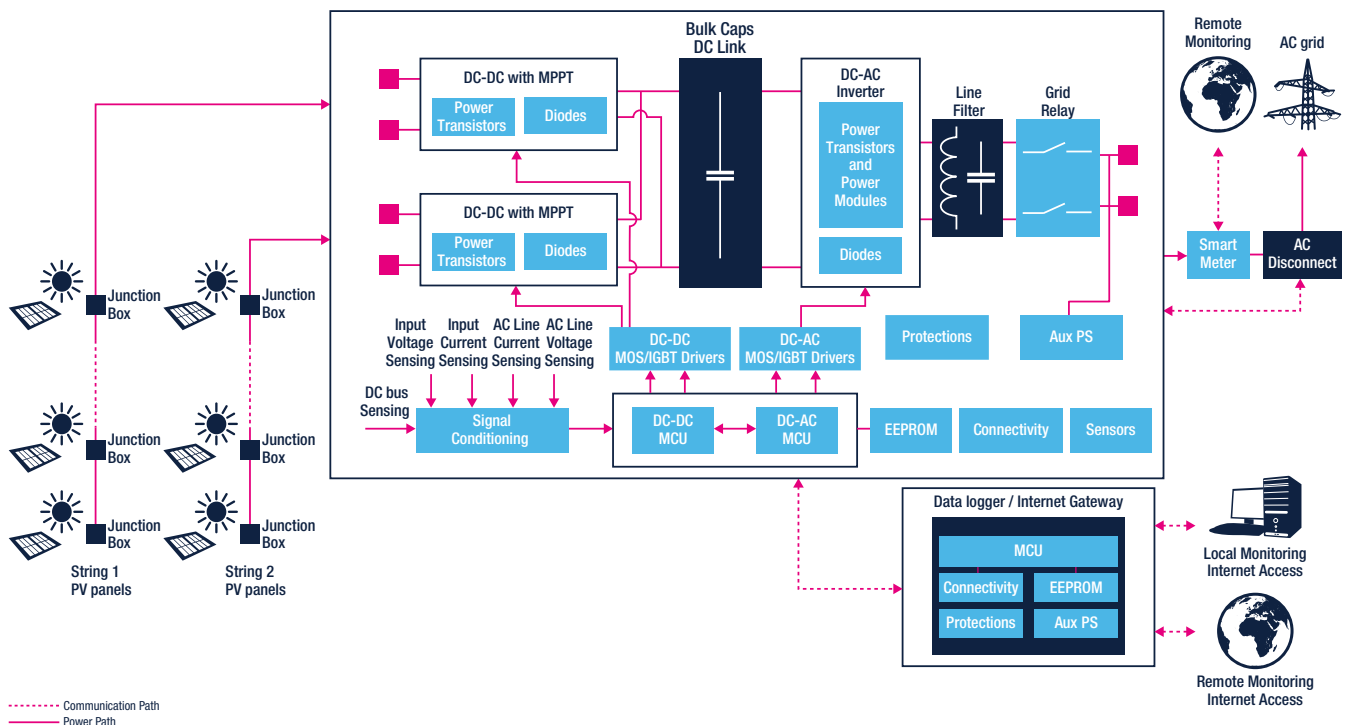 Bulk Caps
DC Link
Remote
Monitoring
AC grid
DC-DC with MPPT
Power
Transistors
Diodes
DC-AC
Inverter
Power
Transistors
and
Power
Modules
Diodes
Line
Filter
Grid
Relay
DC-DC with MPPT
Power
Transistors
Diodes
Smart
Meter
AC
Disconnect
Junction
Box
Junction
Box
Input
Voltage
Sensing
Input
Current
Sensing
AC Line
Current
Sensing
AC Line
Voltage
Sensing
DC-DC
MOS/IGBT Drivers
DC-AC
MOS/IGBT Drivers
Protections
Aux PS
DC bus
Sensing
Signal
Conditioning
DC-DC
MCU
DC-AC
MCU
EEPROM
Connectivity
Sensors
Junction
Box
Junction
Box
Junction
Box
Junction
Box
String 1
PV panels
String 2
PV panels
Data logger / Internet Gateway
MCU
Connectivity
EEPROM
Protections
Aux PS
Local Monitoring
Internet Access
Remote Monitoring
Internet Access
Communication Path
Power Path